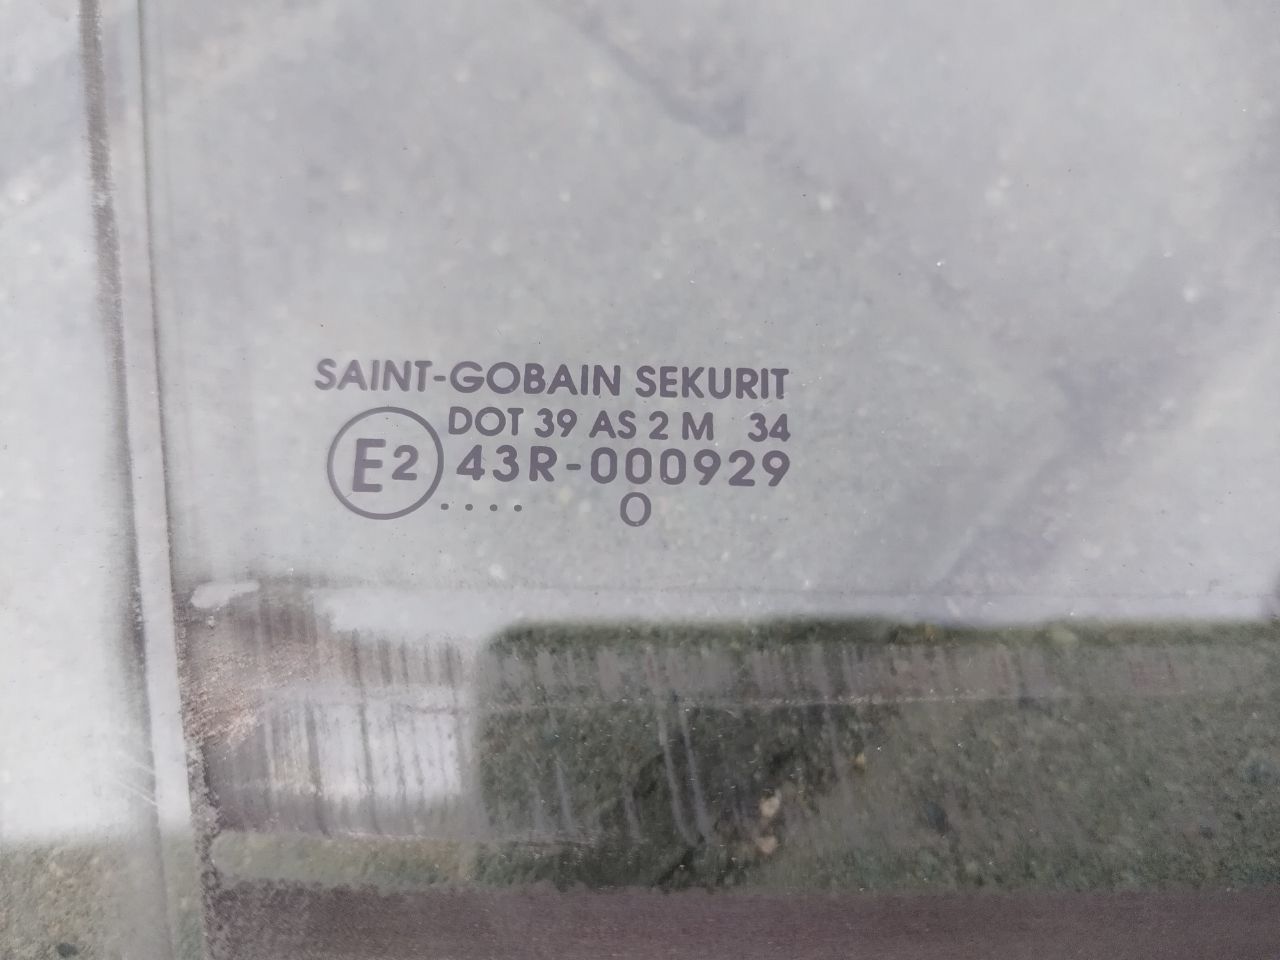 SAINT-GOBAIN SEKURIT
DOT 39 AS 2 M 34
E2 43R-000929
.... O